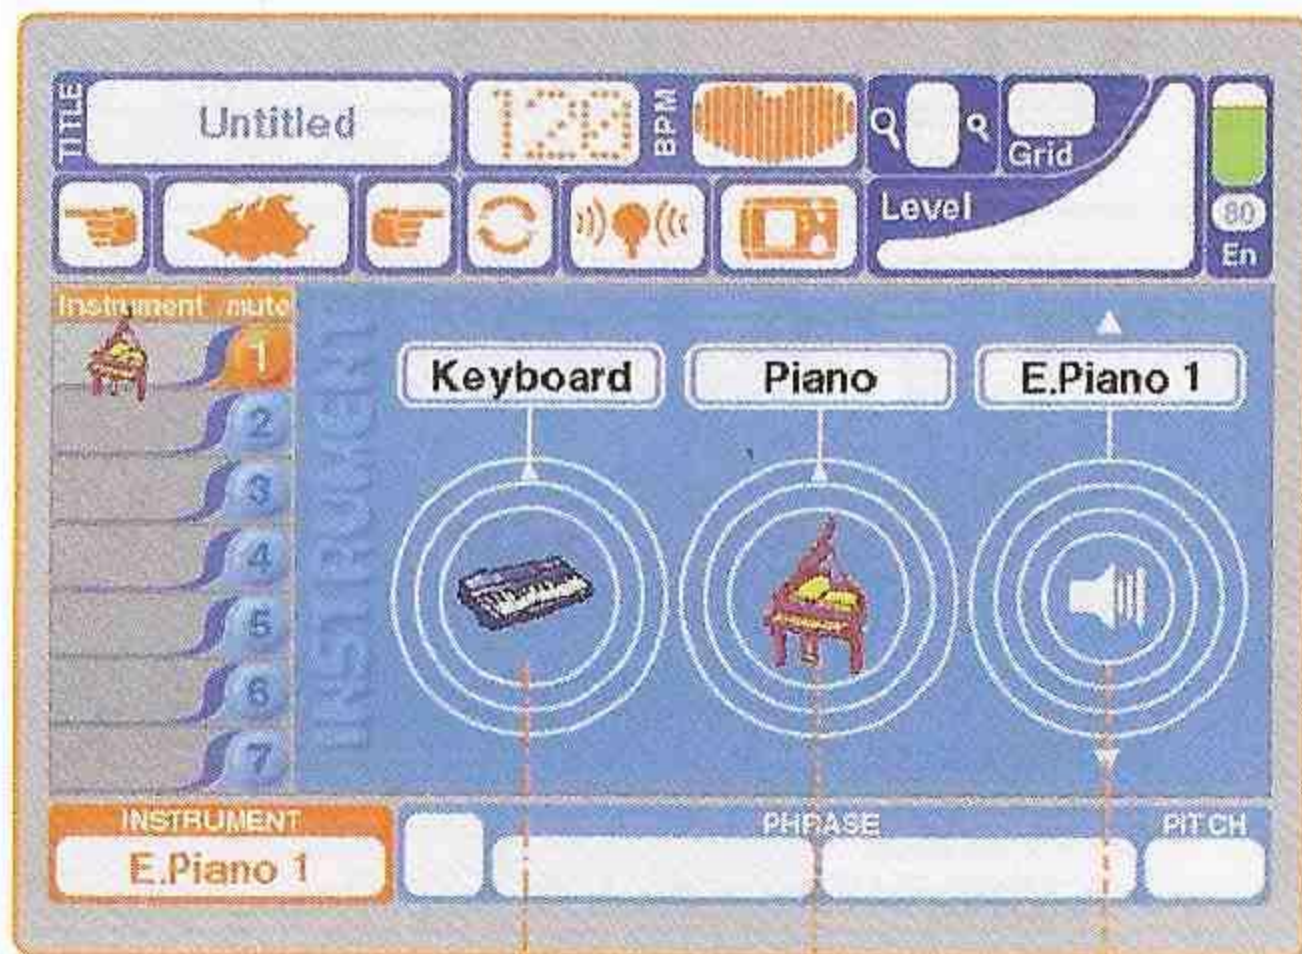 TITLE
Untitled
120
BPM
Grid
Level
80
En
Instrument mute
1
2
3
4
5
6
7
INSTRUMENT
Keyboard
Piano
E.Piano 1
INSTRUMENT
E.Piano 1
PHRASE
PITCH